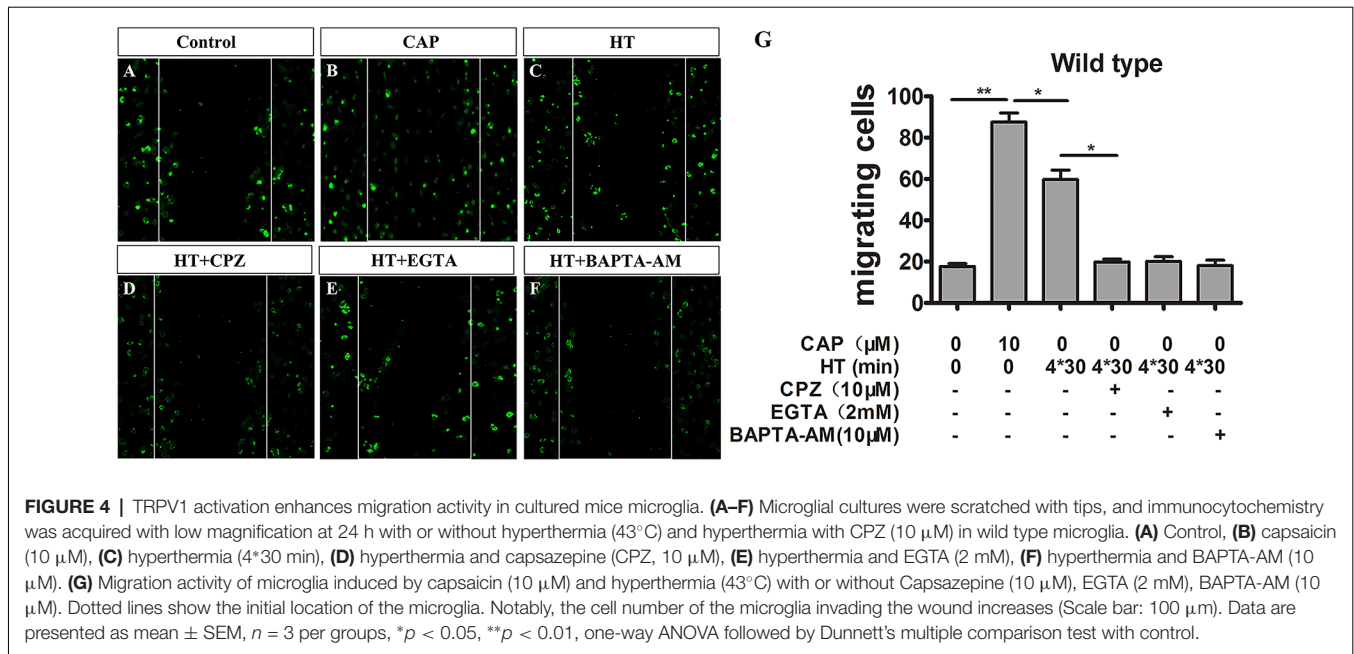 Control
CAP
HT
A
B
C
HT+CPZ
HT+EGTA
HT+BAPTA-AM
D
E
F
G
Wild type
migrating cells
100
80
60
40
20
0
**
*
*
CAP (μM) 0 10 0 0 0 0
HT (min) 0 0 4*30 4*30 4*30 4*30
CPZ (10μM) - - - + - -
EGTA (2mM) - - - - + -
BAPTA-AM(10μM) - - - - - +
FIGURE 4 | TRPV1 activation enhances migration activity in cultured mice microglia. (A–F) Microglial cultures were scratched with tips, and immunocytochemistry
was acquired with low magnification at 24 h with or without hyperthermia (43°C) and hyperthermia with CPZ (10 μM) in wild type microglia. (A) Control, (B) capsaicin
(10 μM), (C) hyperthermia (4*30 min), (D) hyperthermia and capsazepine (CPZ, 10 μM), (E) hyperthermia and EGTA (2 mM), (F) hyperthermia and BAPTA-AM (10
μM). (G) Migration activity of microglia induced by capsaicin (10 μM) and hyperthermia (43°C) with or without Capsazepine (10 μM), EGTA (2 mM), BAPTA-AM (10
μM). Dotted lines show the initial location of the microglia. Notably, the cell number of the microglia invading the wound increases (Scale bar: 100 μm). Data are
presented as mean ± SEM, n = 3 per groups, *p < 0.05, **p < 0.01, one-way ANOVA followed by Dunnett's multiple comparison test with control.